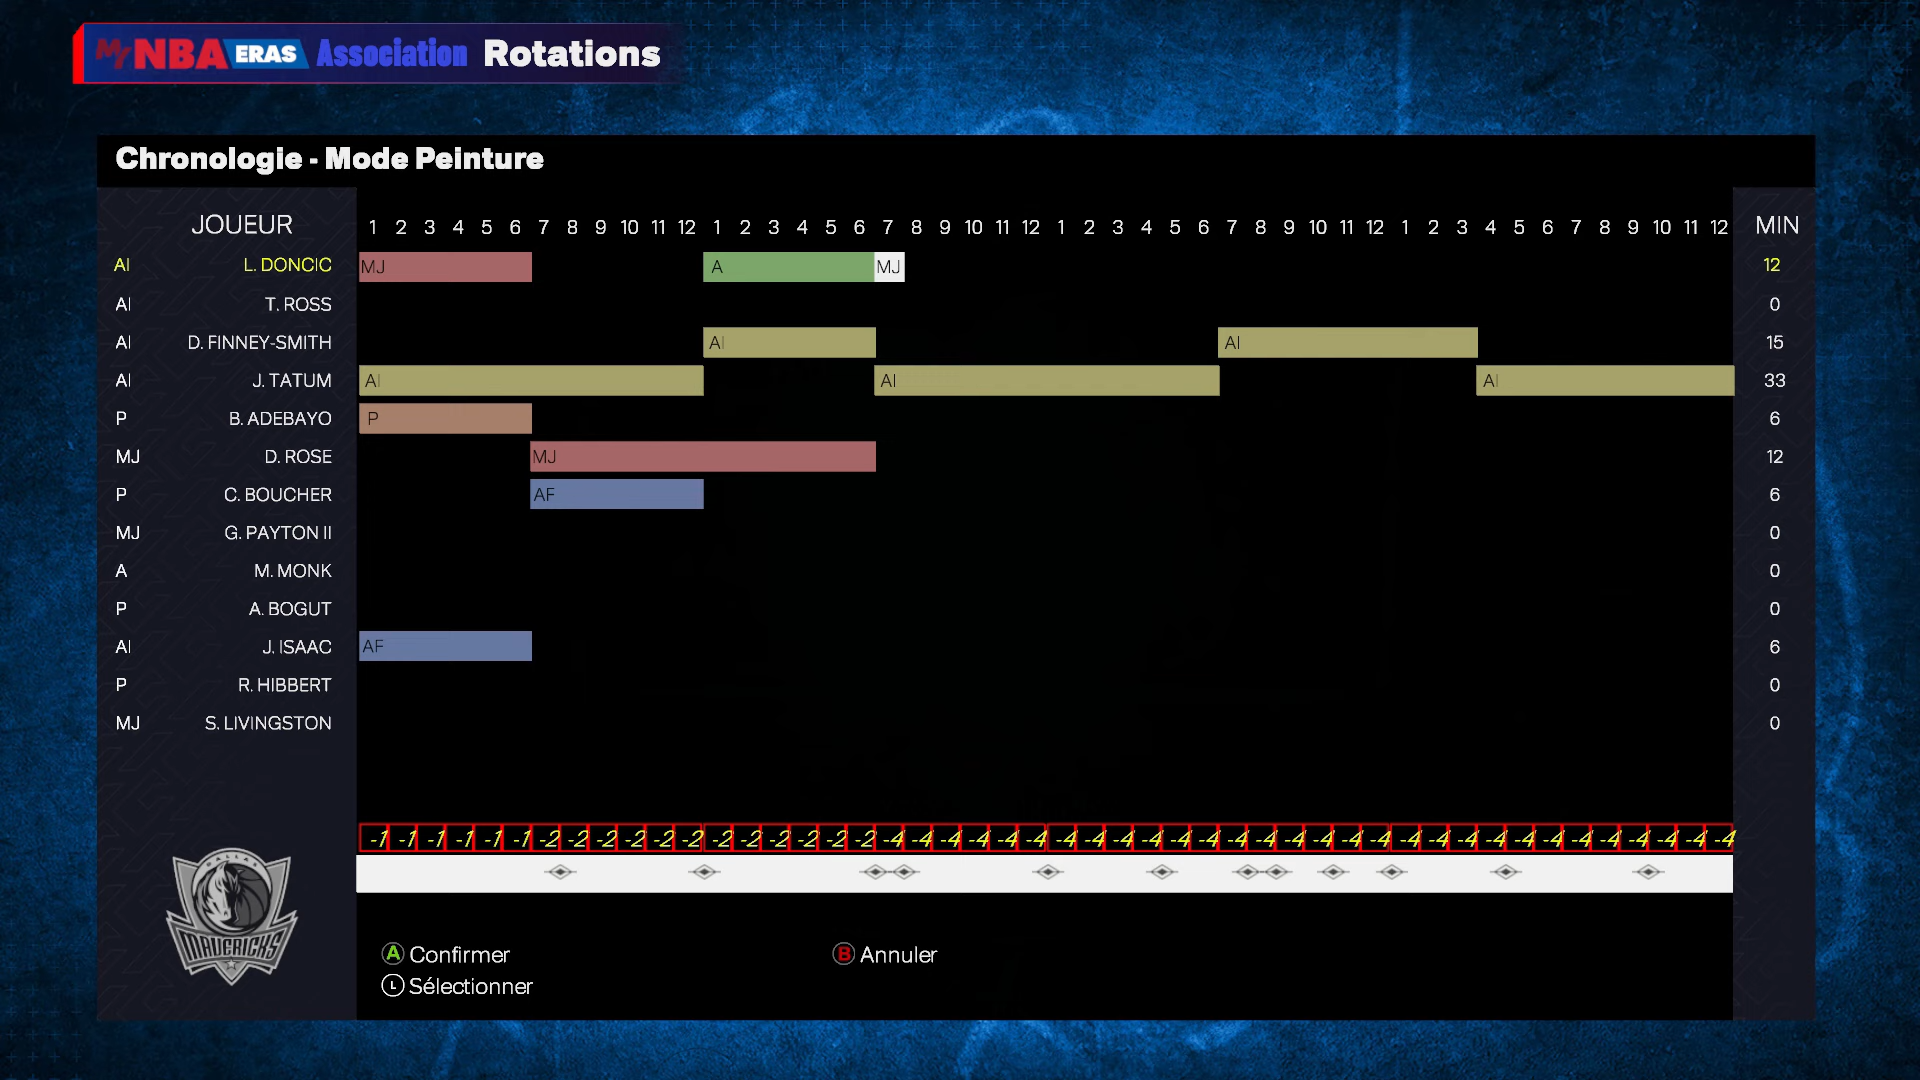 My NBA ERAS Association Rotations
Chronologie - Mode Peinture
JOUEUR 1 2 3 4 5 6 7 8 9 10 11 12 1 2 3 4 5 6 7 8 9 10 11 12 1 2 3 4 5 6 7 8 9 10 11 12 1 2 3 4 5 6 7 8 9 10 11 12 MIN
AI L. DONCIC MJ A MJ 12
AI T. ROSS 0
AI D. FINNEY-SMITH AI AI 15
AI J. TATUM AI AI AI 33
P B. ADEBAYO P 6
MJ D. ROSE MJ 12
P C. BOUCHER AF 6
MJ G. PAYTON II 0
A M. MONK 0
P A. BOGUT 0
AI J. ISAAC AF 6
P R. HIBBERT 0
MJ S. LIVINGSTON 0
-1 -1 -1 -1 -1 -1 -2 -2 -2 -2 -2 -2 -2 -2 -2 -2 -2 -2 -4 -4 -4 -4 -4 -4 -4 -4 -4 -4 -4 -4 -4 -4 -4 -4 -4 -4 -4 -4 -4 -4 -4 -4 -4 -4 -4 -4 -4 -4
DALLAS
MAVERICKS
A Confirmer B Annuler
L Sélectionner